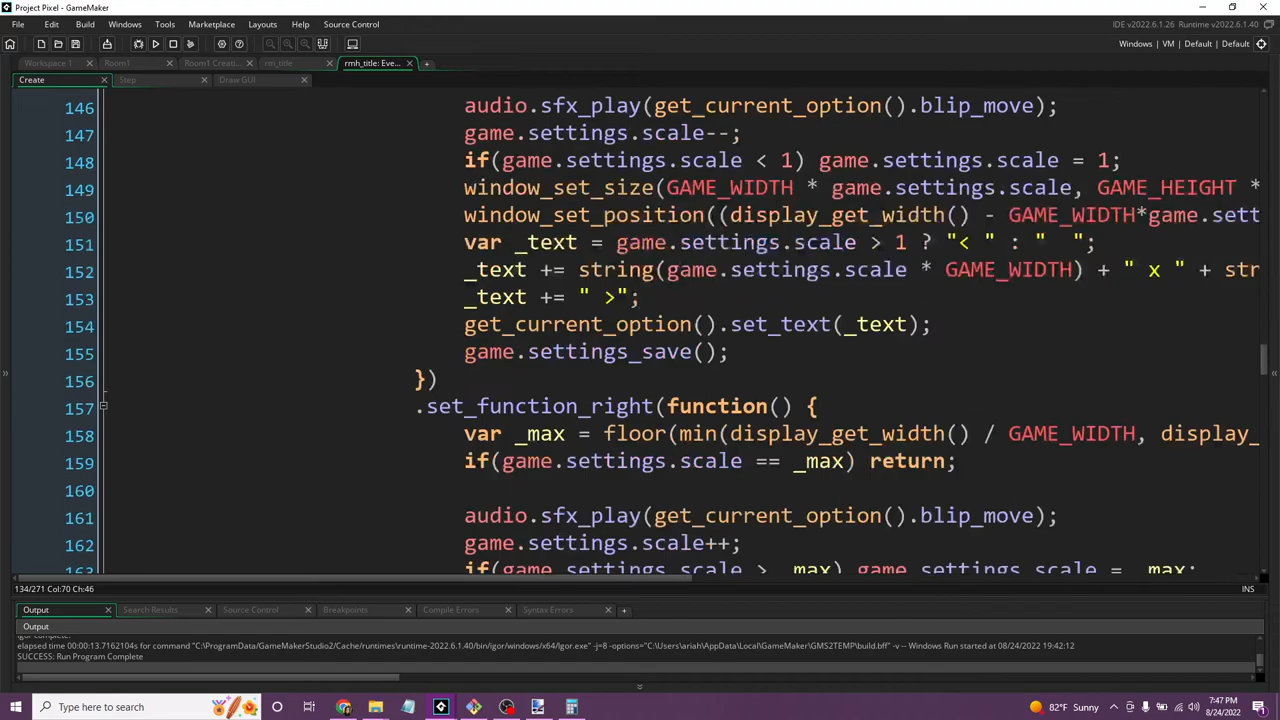 Project Pixel - GameMaker
File Edit Build Windows Tools Marketplace Layouts Help Source Control
IDE v2022.6.1.26 Runtime v2022.6.1.40
Windows | VM | Default | Default
Workspace 1 Room1 Room1 Creati... rm_title rmh_title: Eve...
Create Step Draw GUI
146 audio.sfx_play(get_current_option().blip_move);
147 game.settings.scale--;
148 if(game.settings.scale < 1) game.settings.scale = 1;
149 window_set_size(GAME_WIDTH * game.settings.scale, GAME_HEIGHT *
150 window_set_position((display_get_width() - GAME_WIDTH*game.sett
151 var _text = game.settings.scale > 1 ? "< " : "  ";
152 _text += string(game.settings.scale * GAME_WIDTH) + " x " + str
153 _text += " >";
154 get_current_option().set_text(_text);
155 game.settings_save();
156 })
157 .set_function_right(function() {
158 var _max = floor(min(display_get_width() / GAME_WIDTH, display_
159 if(game.settings.scale == _max) return;
160
161 audio.sfx_play(get_current_option().blip_move);
162 game.settings.scale++;
163 if(game.settings.scale > _max) game.settings.scale = _max;
134/271 Col:70 Ch:46 INS
Output Search Results Source Control Breakpoints Compile Errors Syntax Errors
Output
Igor complete.
elapsed time 00:00:13.7162104s for command "C:\ProgramData/GameMakerStudio2/Cache/runtimes\runtime-2022.6.1.40/bin/igor/windows/x64/Igor.exe" -j=8 -options="C:\Users\ariah\AppData\Local\GameMaker\GMS2TEMP\build.bff" -v -- Windows Run started at 08/24/2022 19:42:12
SUCCESS: Run Program Complete
Type here to search
82°F Sunny
7:47 PM
8/24/2022